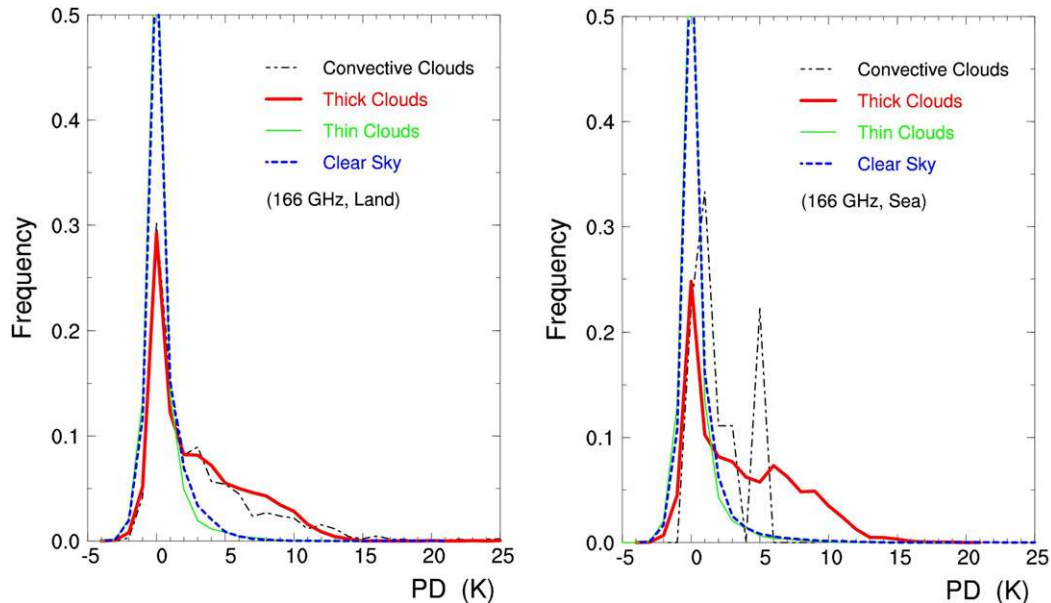 0.5
0.4
0.3
0.2
0.1
0.0
Frequency
-5 0 5 10 15 20 25
PD (K)
Convective Clouds
Thick Clouds
Thin Clouds
Clear Sky
(166 GHz, Land)
0.5
0.4
0.3
0.2
0.1
0.0
Frequency
-5 0 5 10 15 20 25
PD (K)
Convective Clouds
Thick Clouds
Thin Clouds
Clear Sky
(166 GHz, Sea)